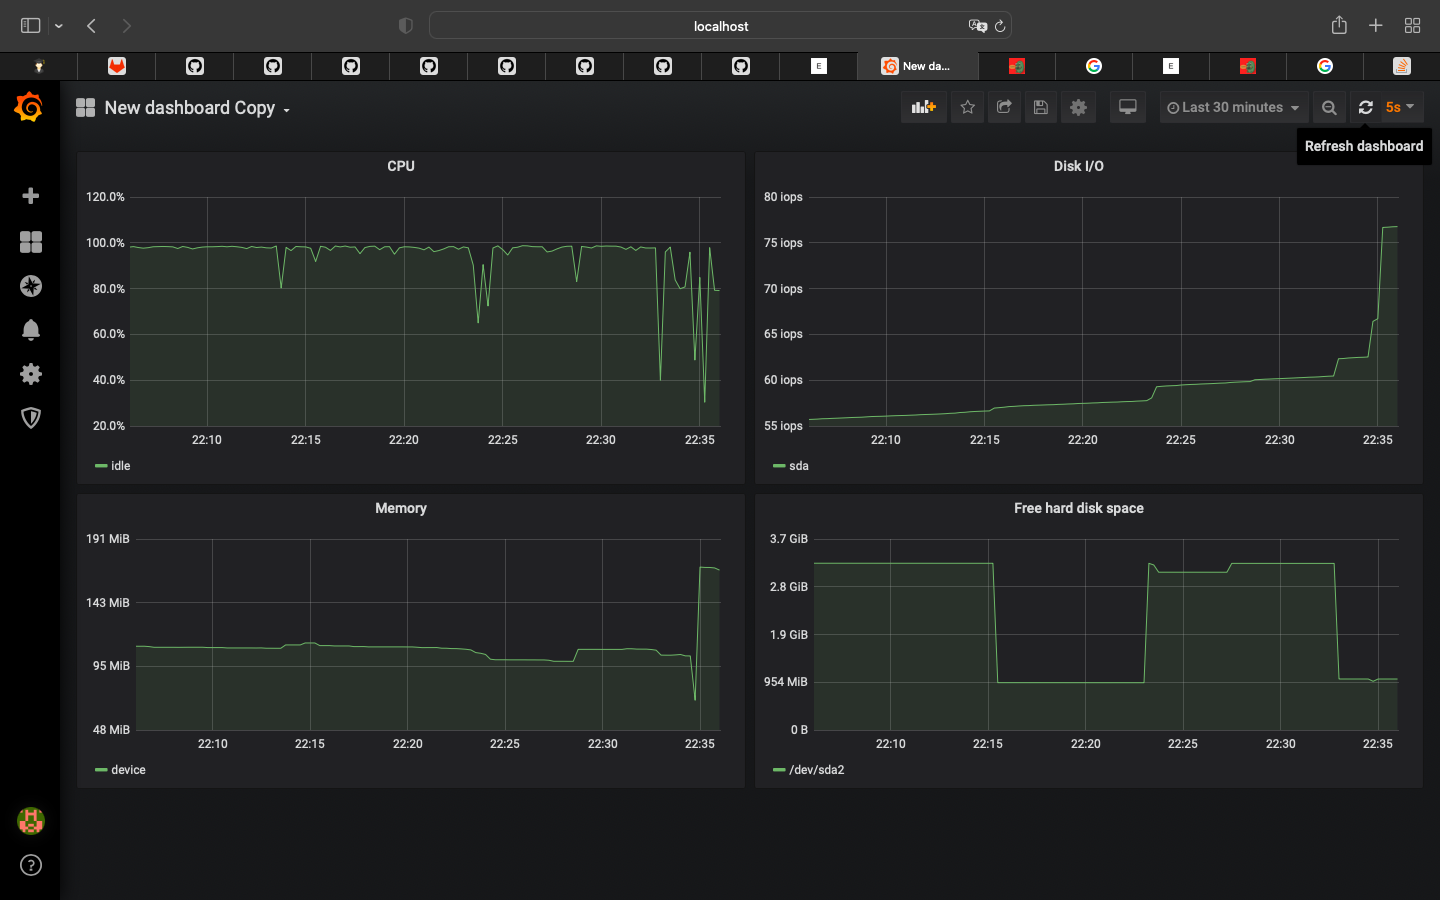 localhost
E
New da...
E
New dashboard Copy
Last 30 minutes
5s
Refresh dashboard
CPU
120.0%
100.0%
80.0%
60.0%
40.0%
20.0%
22:10 22:15 22:20 22:25 22:30 22:35
idle
Disk I/O
80 iops
75 iops
70 iops
65 iops
60 iops
55 iops
22:10 22:15 22:20 22:25 22:30 22:35
sda
Memory
191 MiB
143 MiB
95 MiB
48 MiB
22:10 22:15 22:20 22:25 22:30 22:35
device
Free hard disk space
3.7 GiB
2.8 GiB
1.9 GiB
954 MiB
0 B
22:10 22:15 22:20 22:25 22:30 22:35
/dev/sda2